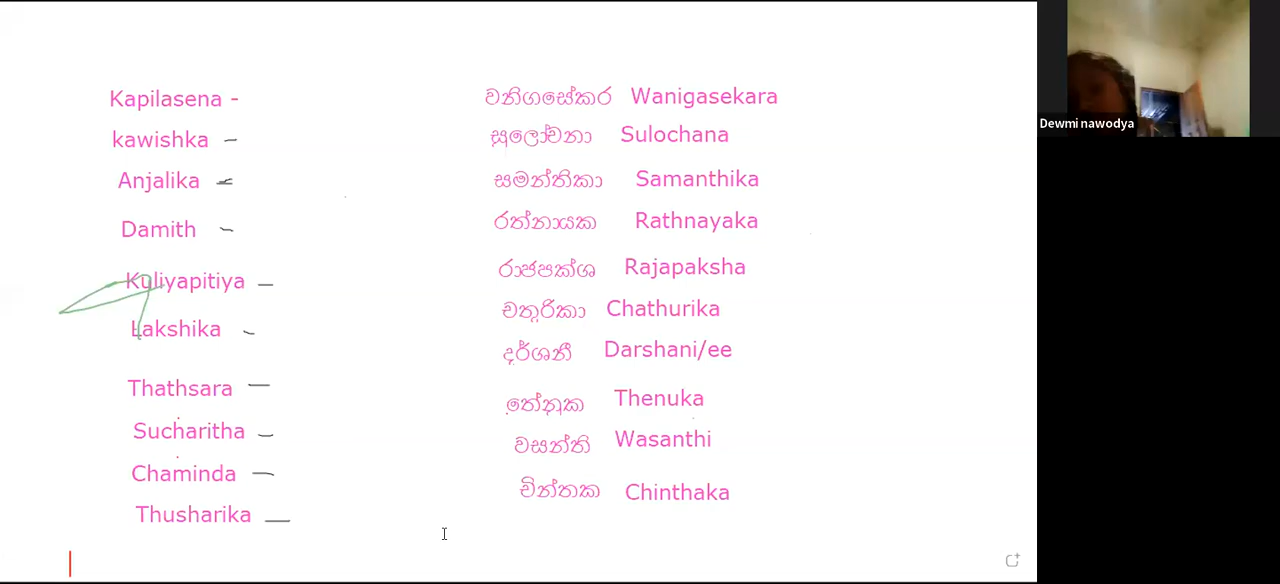 Kapilasena -
kawishka -
Anjalika -
Damith -
Kuliyapitiya -
Lakshika -
Thathsara -
Sucharitha -
Chaminda -
Thusharika -
වනිගසේකර Wanigasekara
සුලෝචනා Sulochana
සමන්තිකා Samanthika
රත්නායක Rathnayaka
රාජපක්ශ Rajapaksha
චතුරිකා Chathurika
දර්ශනී Darshani/ee
තේනුක Thenuka
වසන්ති Wasanthi
චින්තක Chinthaka
Dewmi nawodya